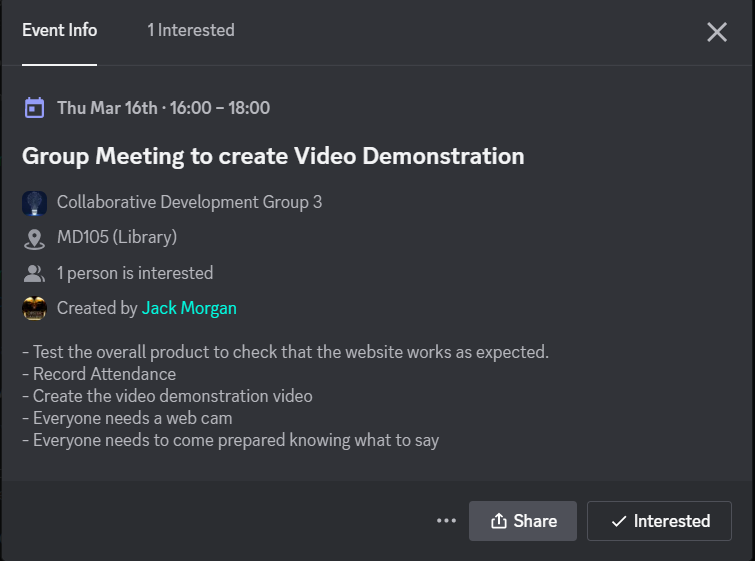 Event Info
1 Interested
Thu Mar 16th · 16:00 – 18:00
Group Meeting to create Video Demonstration
Collaborative Development Group 3
MD105 (Library)
1 person is interested
Created by Jack Morgan
- Test the overall product to check that the website works as expected.
- Record Attendance
- Create the video demonstration video
- Everyone needs a web cam
- Everyone needs to come prepared knowing what to say
Share
Interested